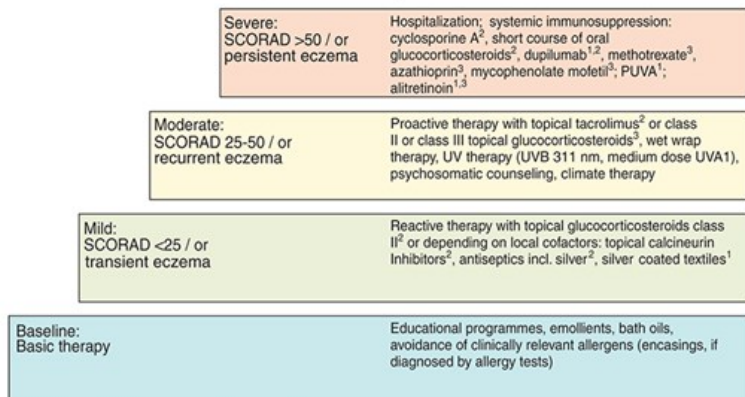 Severe:
SCORAD >50 / or
persistent eczema
Hospitalization; systemic immunosuppression:
cyclosporine A², short course of oral
glucocorticosteroids², dupilumab¹,², methotrexate³,
azathioprin³, mycophenolate mofetil³; PUVA¹;
alitretinoin¹,³
Moderate:
SCORAD 25-50 / or
recurrent eczema
Proactive therapy with topical tacrolimus² or class
II or class III topical glucocorticosteroids³, wet wrap
therapy, UV therapy (UVB 311 nm, medium dose UVA1),
psychosomatic counseling, climate therapy
Mild:
SCORAD <25 / or
transient eczema
Reactive therapy with topical glucocorticosteroids class
II² or depending on local cofactors: topical calcineurin
Inhibitors², antiseptics incl. silver², silver coated textiles¹
Baseline:
Basic therapy
Educational programmes, emollients, bath oils,
avoidance of clinically relevant allergens (encasings, if
diagnosed by allergy tests)